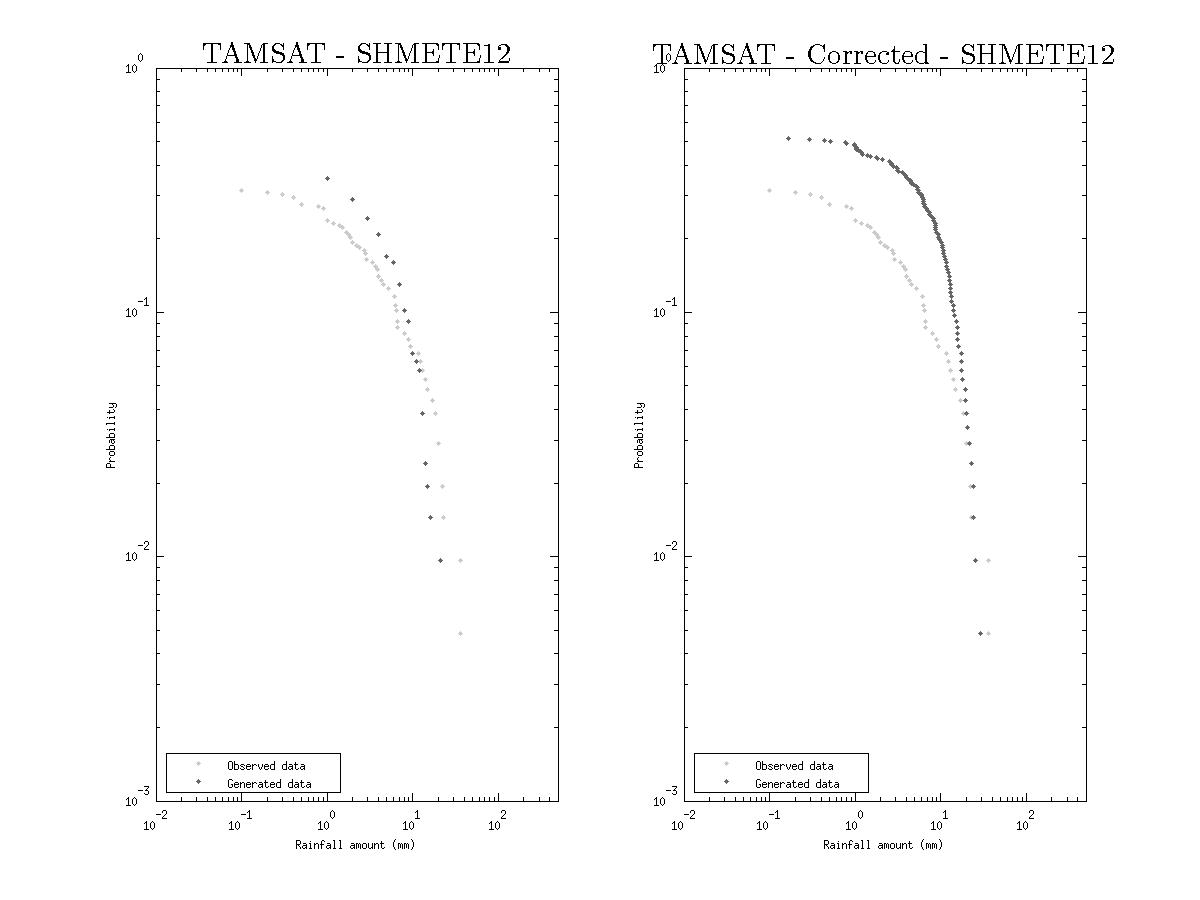 TAMSAT - SHMETE12
10^0
10^-1
10^-2
10^-3
Probability
Observed data
Generated data
10^-2 10^-1 10^0 10^1 10^2
Rainfall amount (mm)
TAMSAT - Corrected - SHMETE12
10^0
10^-1
10^-2
10^-3
Probability
Observed data
Generated data
10^-2 10^-1 10^0 10^1 10^2
Rainfall amount (mm)